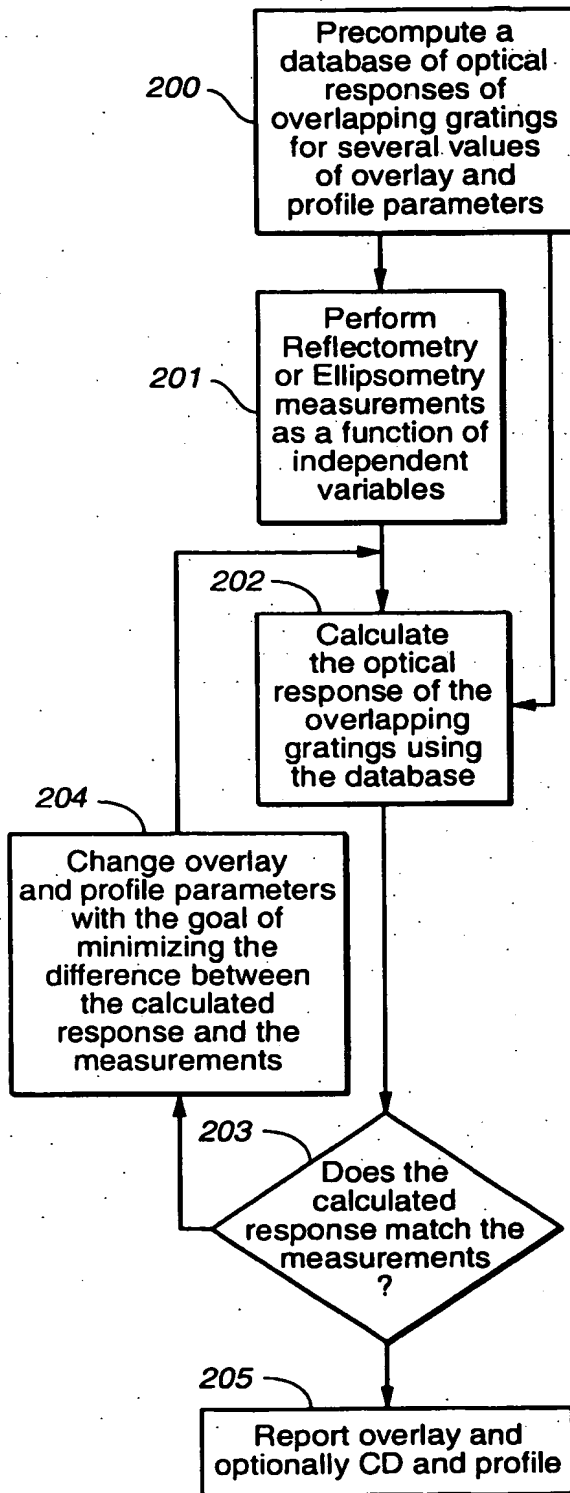 200
Precompute a
database of optical
responses of
overlapping gratings
for several values
of overlay and
profile parameters
201
Perform
Reflectometry
or Ellipsometry
measurements
as a function of
independent
variables
202
Calculate
the optical
response of the
overlapping
gratings using
the database
204
Change overlay
and profile parameters
with the goal of
minimizing the
difference between
the calculated
response and the
measurements
203
Does the
calculated
response match the
measurements
?
205
Report overlay and
optionally CD and profile